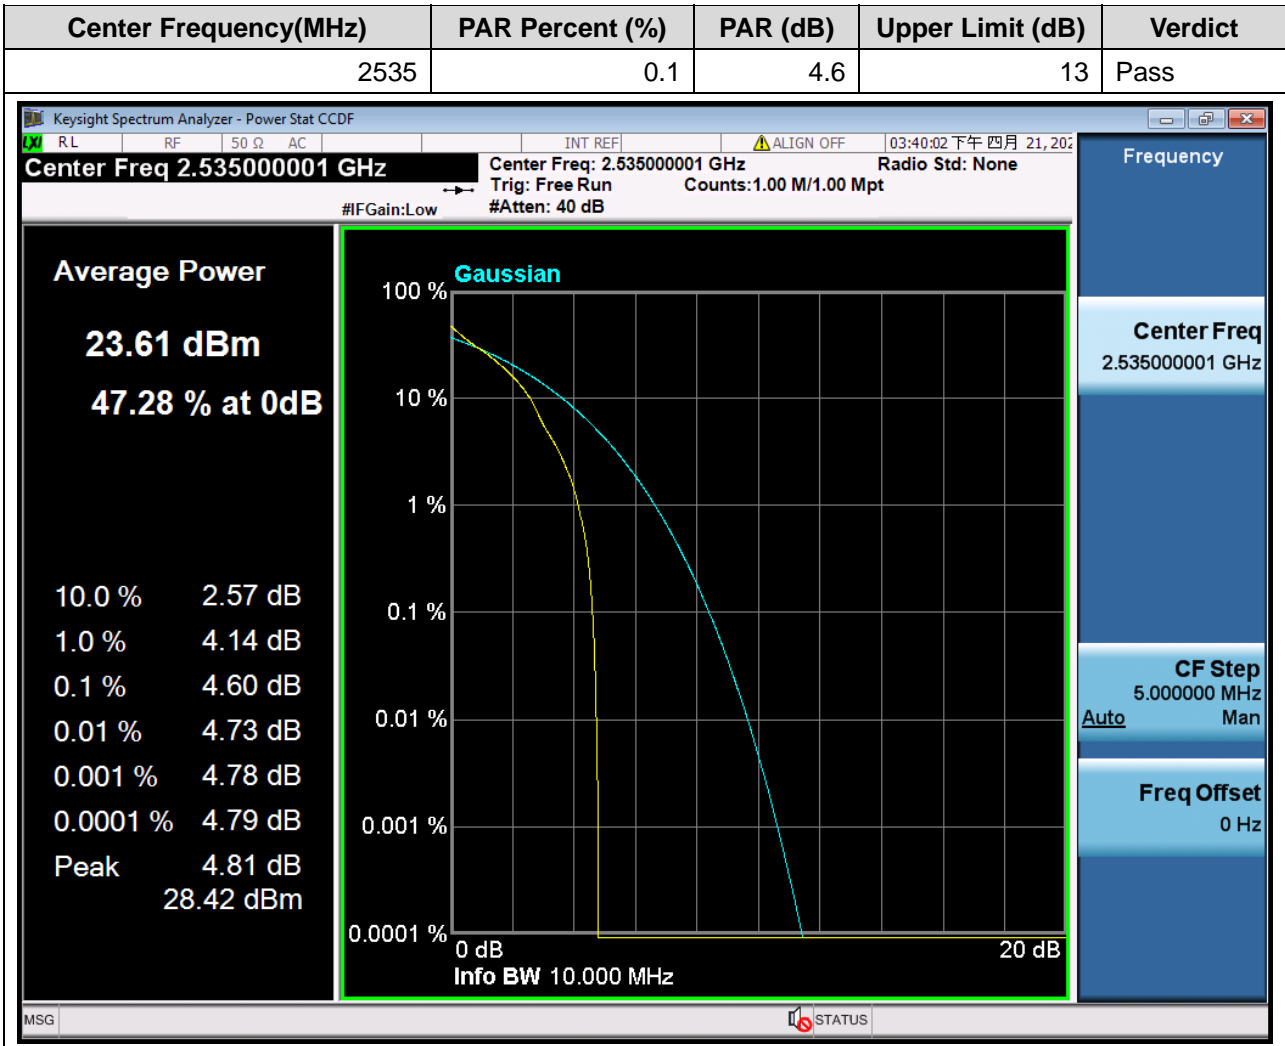 Center Frequency(MHz) PAR Percent (%) PAR (dB) Upper Limit (dB) Verdict
2535 0.1 4.6 13 Pass
Keysight Spectrum Analyzer - Power Stat CCDF
LXI RL RF 50 Ω AC INT REF ALIGN OFF 03:40:02 下午 四月 21, 202
Center Freq 2.535000001 GHz Center Freq: 2.535000001 GHz Radio Std: None
Trig: Free Run Counts:1.00 M/1.00 Mpt
#IFGain:Low #Atten: 40 dB
Frequency
Average Power
23.61 dBm
47.28 % at 0dB
10.0 % 2.57 dB
1.0 % 4.14 dB
0.1 % 4.60 dB
0.01 % 4.73 dB
0.001 % 4.78 dB
0.0001 % 4.79 dB
Peak 4.81 dB
28.42 dBm
Gaussian
100 %
10 %
1 %
0.1 %
0.01 %
0.001 %
0.0001 %
0 dB 20 dB
Info BW 10.000 MHz
Center Freq
2.535000001 GHz
CF Step
5.000000 MHz
Auto Man
Freq Offset
0 Hz
MSG STATUS